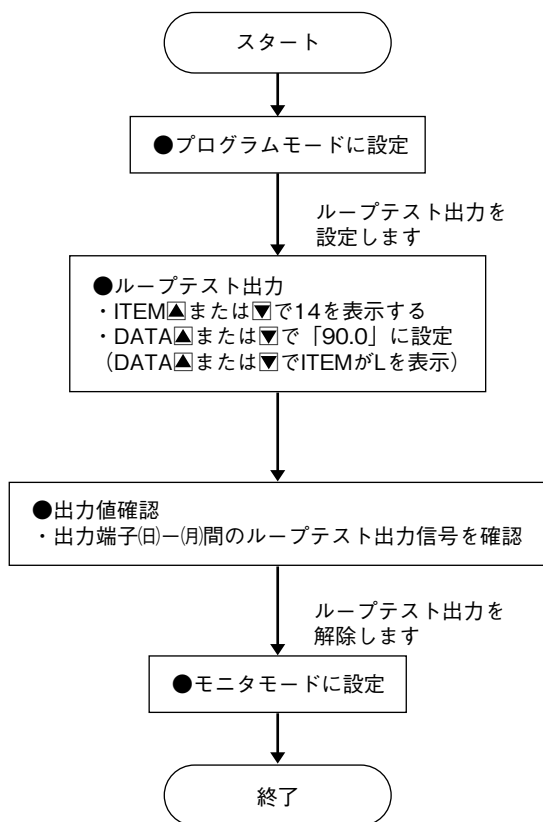 スタート
●プログラムモードに設定
ループテスト出力を
設定します
●ループテスト出力
・ITEM▲または▼で14を表示する
・DATA▲または▼で「90.0」に設定
（DATA▲または▼でITEMがLを表示）
●出力値確認
・出力端子㈰－㈪間のループテスト出力信号を確認
ループテスト出力を
解除します
●モニタモードに設定
終了